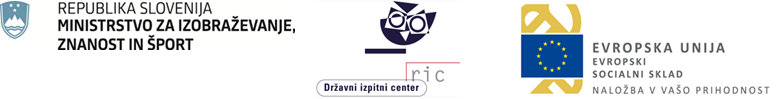 REPUBLIKA SLOVENIJA
MINISTRSTVO ZA IZOBRAŽEVANJE,
ZNANOST IN ŠPORT
ric
Državni izpitni center
EVROPSKA UNIJA
EVROPSKI
SOCIALNI SKLAD
NALOŽBA V VAŠO PRIHODNOST